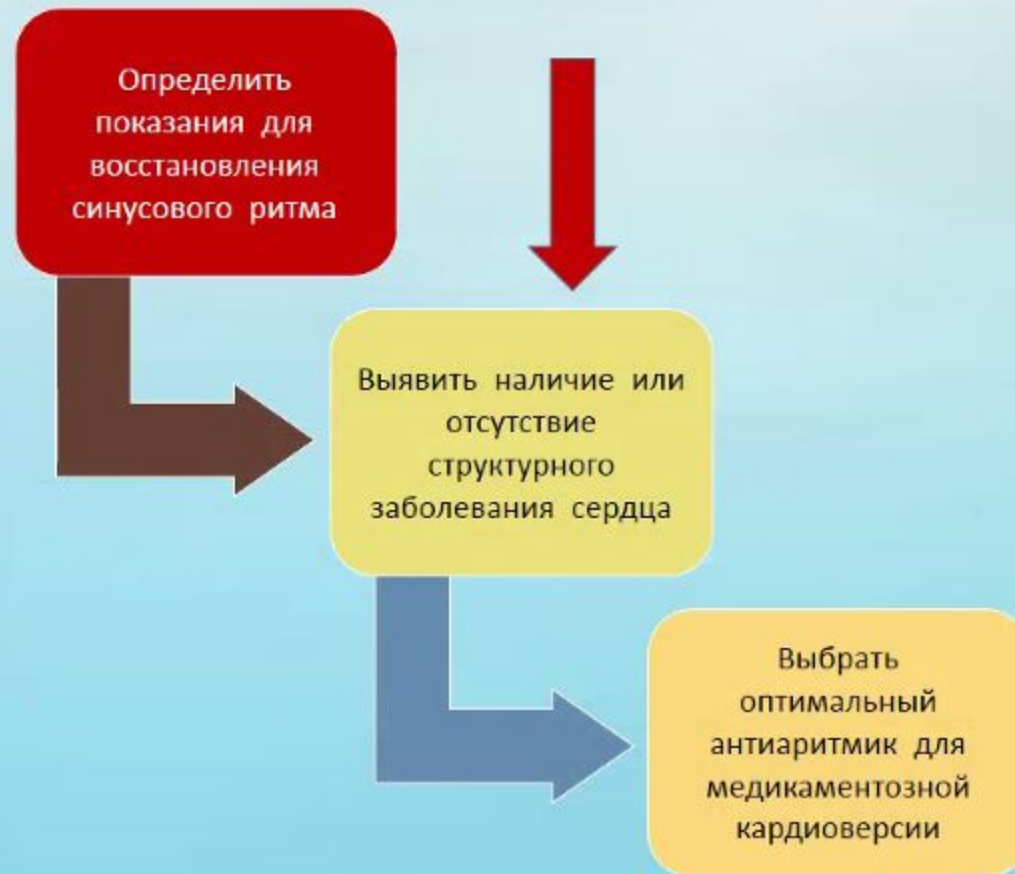 Определить
показания для
восстановления
синусового ритма
Выявить наличие или
отсутствие
структурного
заболевания сердца
Выбрать
оптимальный
антиаритмик для
медикаментозной
кардиоверсии